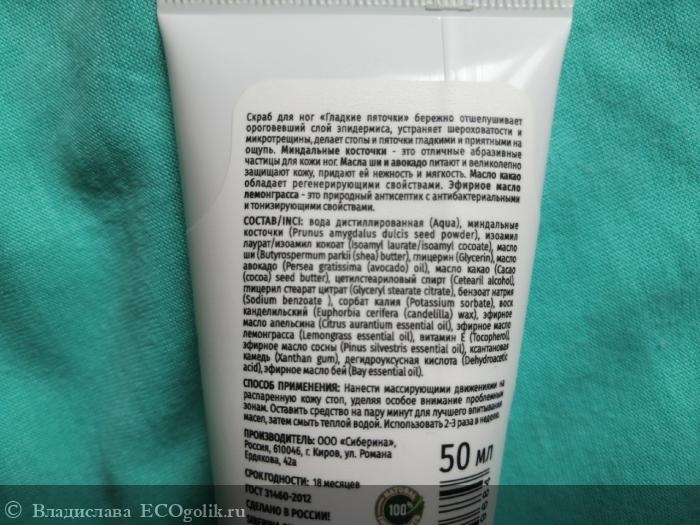 Скраб для ног «Гладкие пяточки» бережно отшелушивает
ороговевший слой эпидермиса, устраняет шероховатости и
микротрещины, делает стопы и пяточки гладкими и приятными на
ощупь. Миндальные косточки - это отличные абразивные
частицы для кожи ног. Масла ши и авокадо питают и великолепно
защищают кожу, придают ей нежность и мягкость. Масло какао
обладает регенерирующими свойствами. Эфирное масло
лемонграсса - это природный антисептик с антибактериальными
и тонизирующими свойствами.
СОСТАВ/INCI: вода дистиллированная (Aqua), миндальные
косточки (Prunus amygdalus dulcis seed powder), изоамил
лаурат/изоамил кокоат (Isoamyl laurate/isoamyl cocoate), масло
ши (Butyrospermum parkii (shea) butter), глицерин (Glycerin), масло
авокадо (Persea gratissima (avocado) oil), масло какао (Cacao
(cocoa) seed butter), цетилстеариловый спирт (Cetearil alcohol),
глицерил стеарат цитрат (Glyceryl stearate citrate), бензоат натрия
(Sodium benzoate ), сорбат калия (Potassium sorbate), воск
канделильский (Euphorbia cerifera (candelilla) wax), эфирное
масло апельсина (Citrus aurantium essential oil), эфирное масло
лемонграсса (Lemongrass essential oil), витамин Е (Tocopherol),
эфирное масло сосны (Pinus silvestris essential oil), ксантановая
камедь (Xanthan gum), дегидроуксусная кислота (Dehydroacetic
acid), эфирное масло бей (Bay essential oil).
СПОСОБ ПРИМЕНЕНИЯ: Нанести массирующими движениями на
распаренную кожу стоп, уделяя особое внимание проблемным
зонам. Оставить средство на пару минут для лучшего впитывания
масел, затем смыть теплой водой. Использовать 2-3 раза в неделю.
ПРОИЗВОДИТЕЛЬ: ООО «Сиберина»,
Россия, 610046, г. Киров, ул. Романа
Ердякова, 42а
50 мл
СРОК ГОДНОСТИ: 18 месяцев
ГОСТ 31460-2012
СДЕЛАНО В РОССИИ!
NATURAL
100%
Владислава ECOgolik.ru